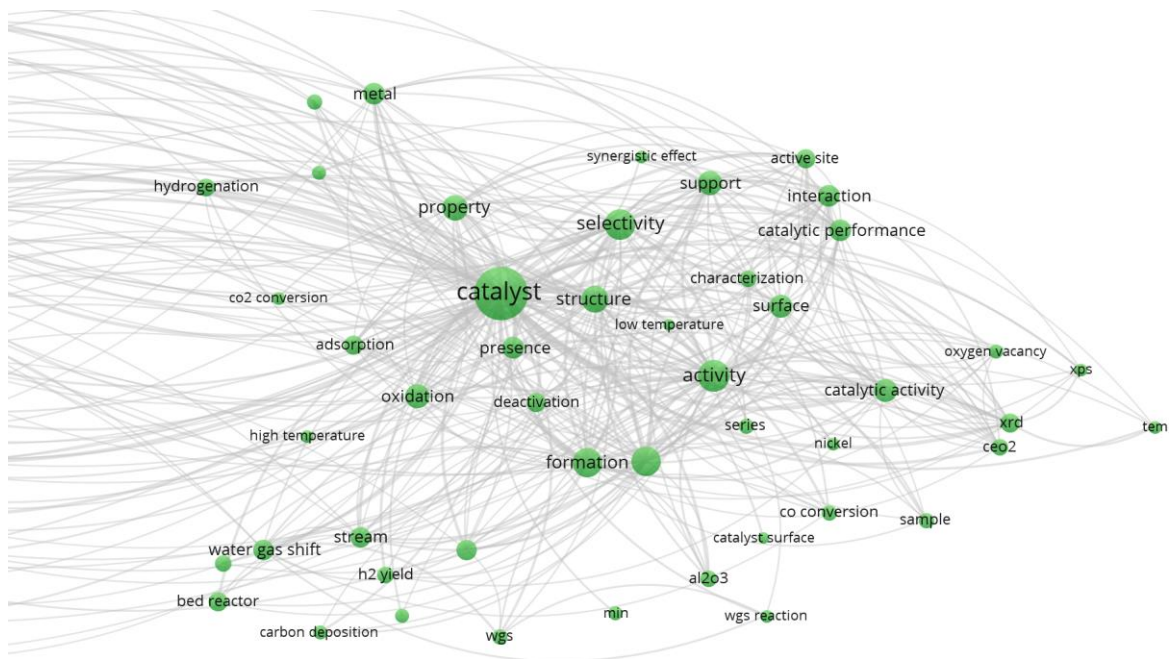 metal
synergistic effect
active site
hydrogenation
support
interaction
property
selectivity
catalytic performance
characterization
catalyst
co2 conversion
structure
surface
low temperature
adsorption
presence
oxygen vacancy
activity
xps
catalytic activity
oxidation
deactivation
series
xrd
tem
high temperature
nickel
ceo2
formation
co conversion
sample
stream
catalyst surface
water gas shift
h2 yield
al2o3
bed reactor
min
wgs reaction
carbon deposition
wgs